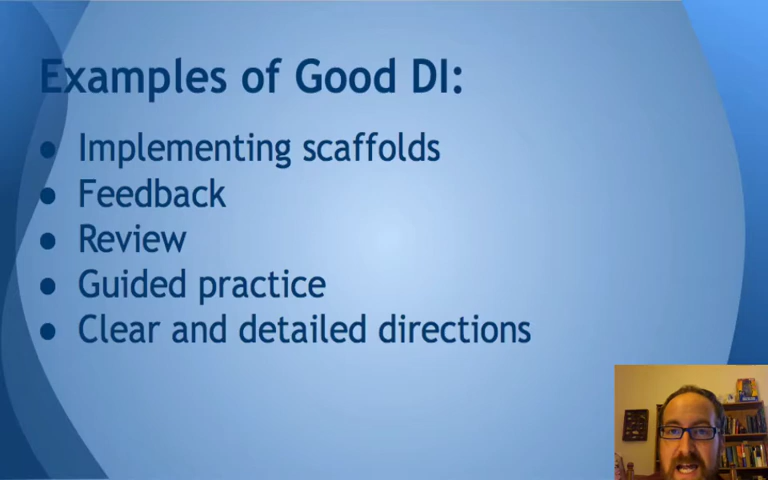 Examples of Good DI:
● Implementing scaffolds
● Feedback
● Review
● Guided practice
● Clear and detailed directions